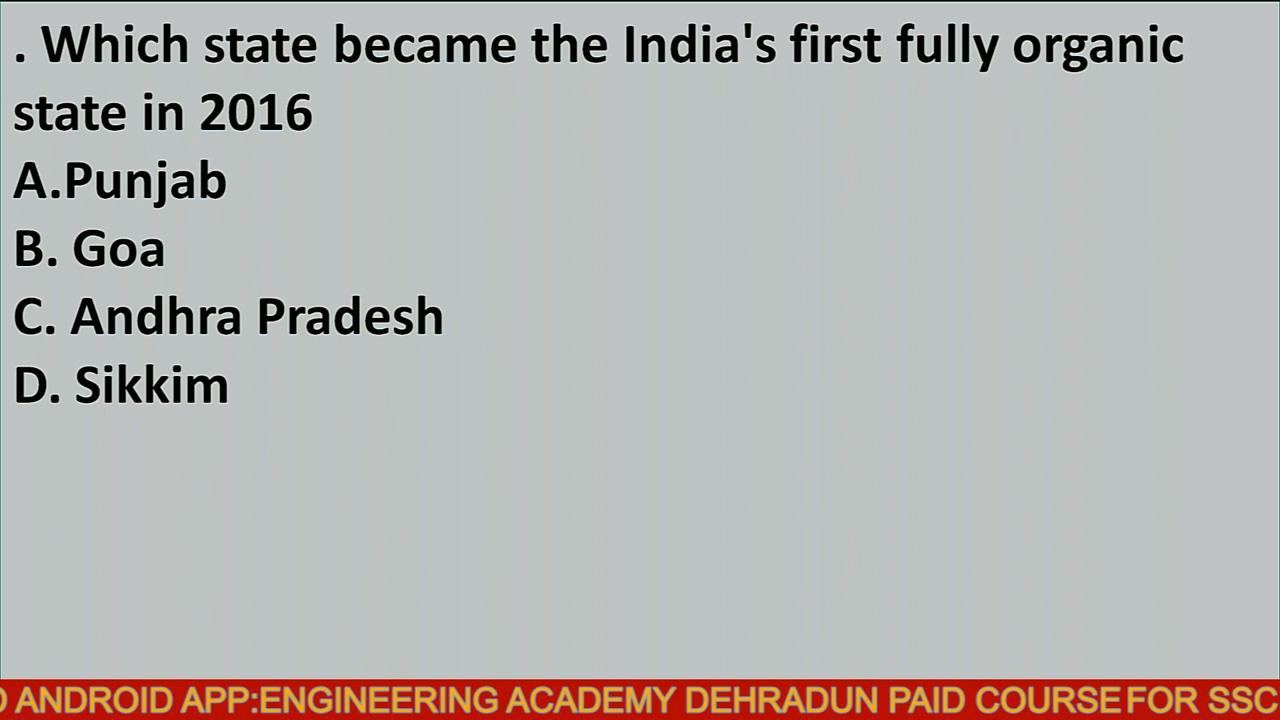 . Which state became the India's first fully organic
state in 2016
A.Punjab
B. Goa
C. Andhra Pradesh
D. Sikkim
ANDROID APP:ENGINEERING ACADEMY DEHRADUN PAID COURSE FOR SSC